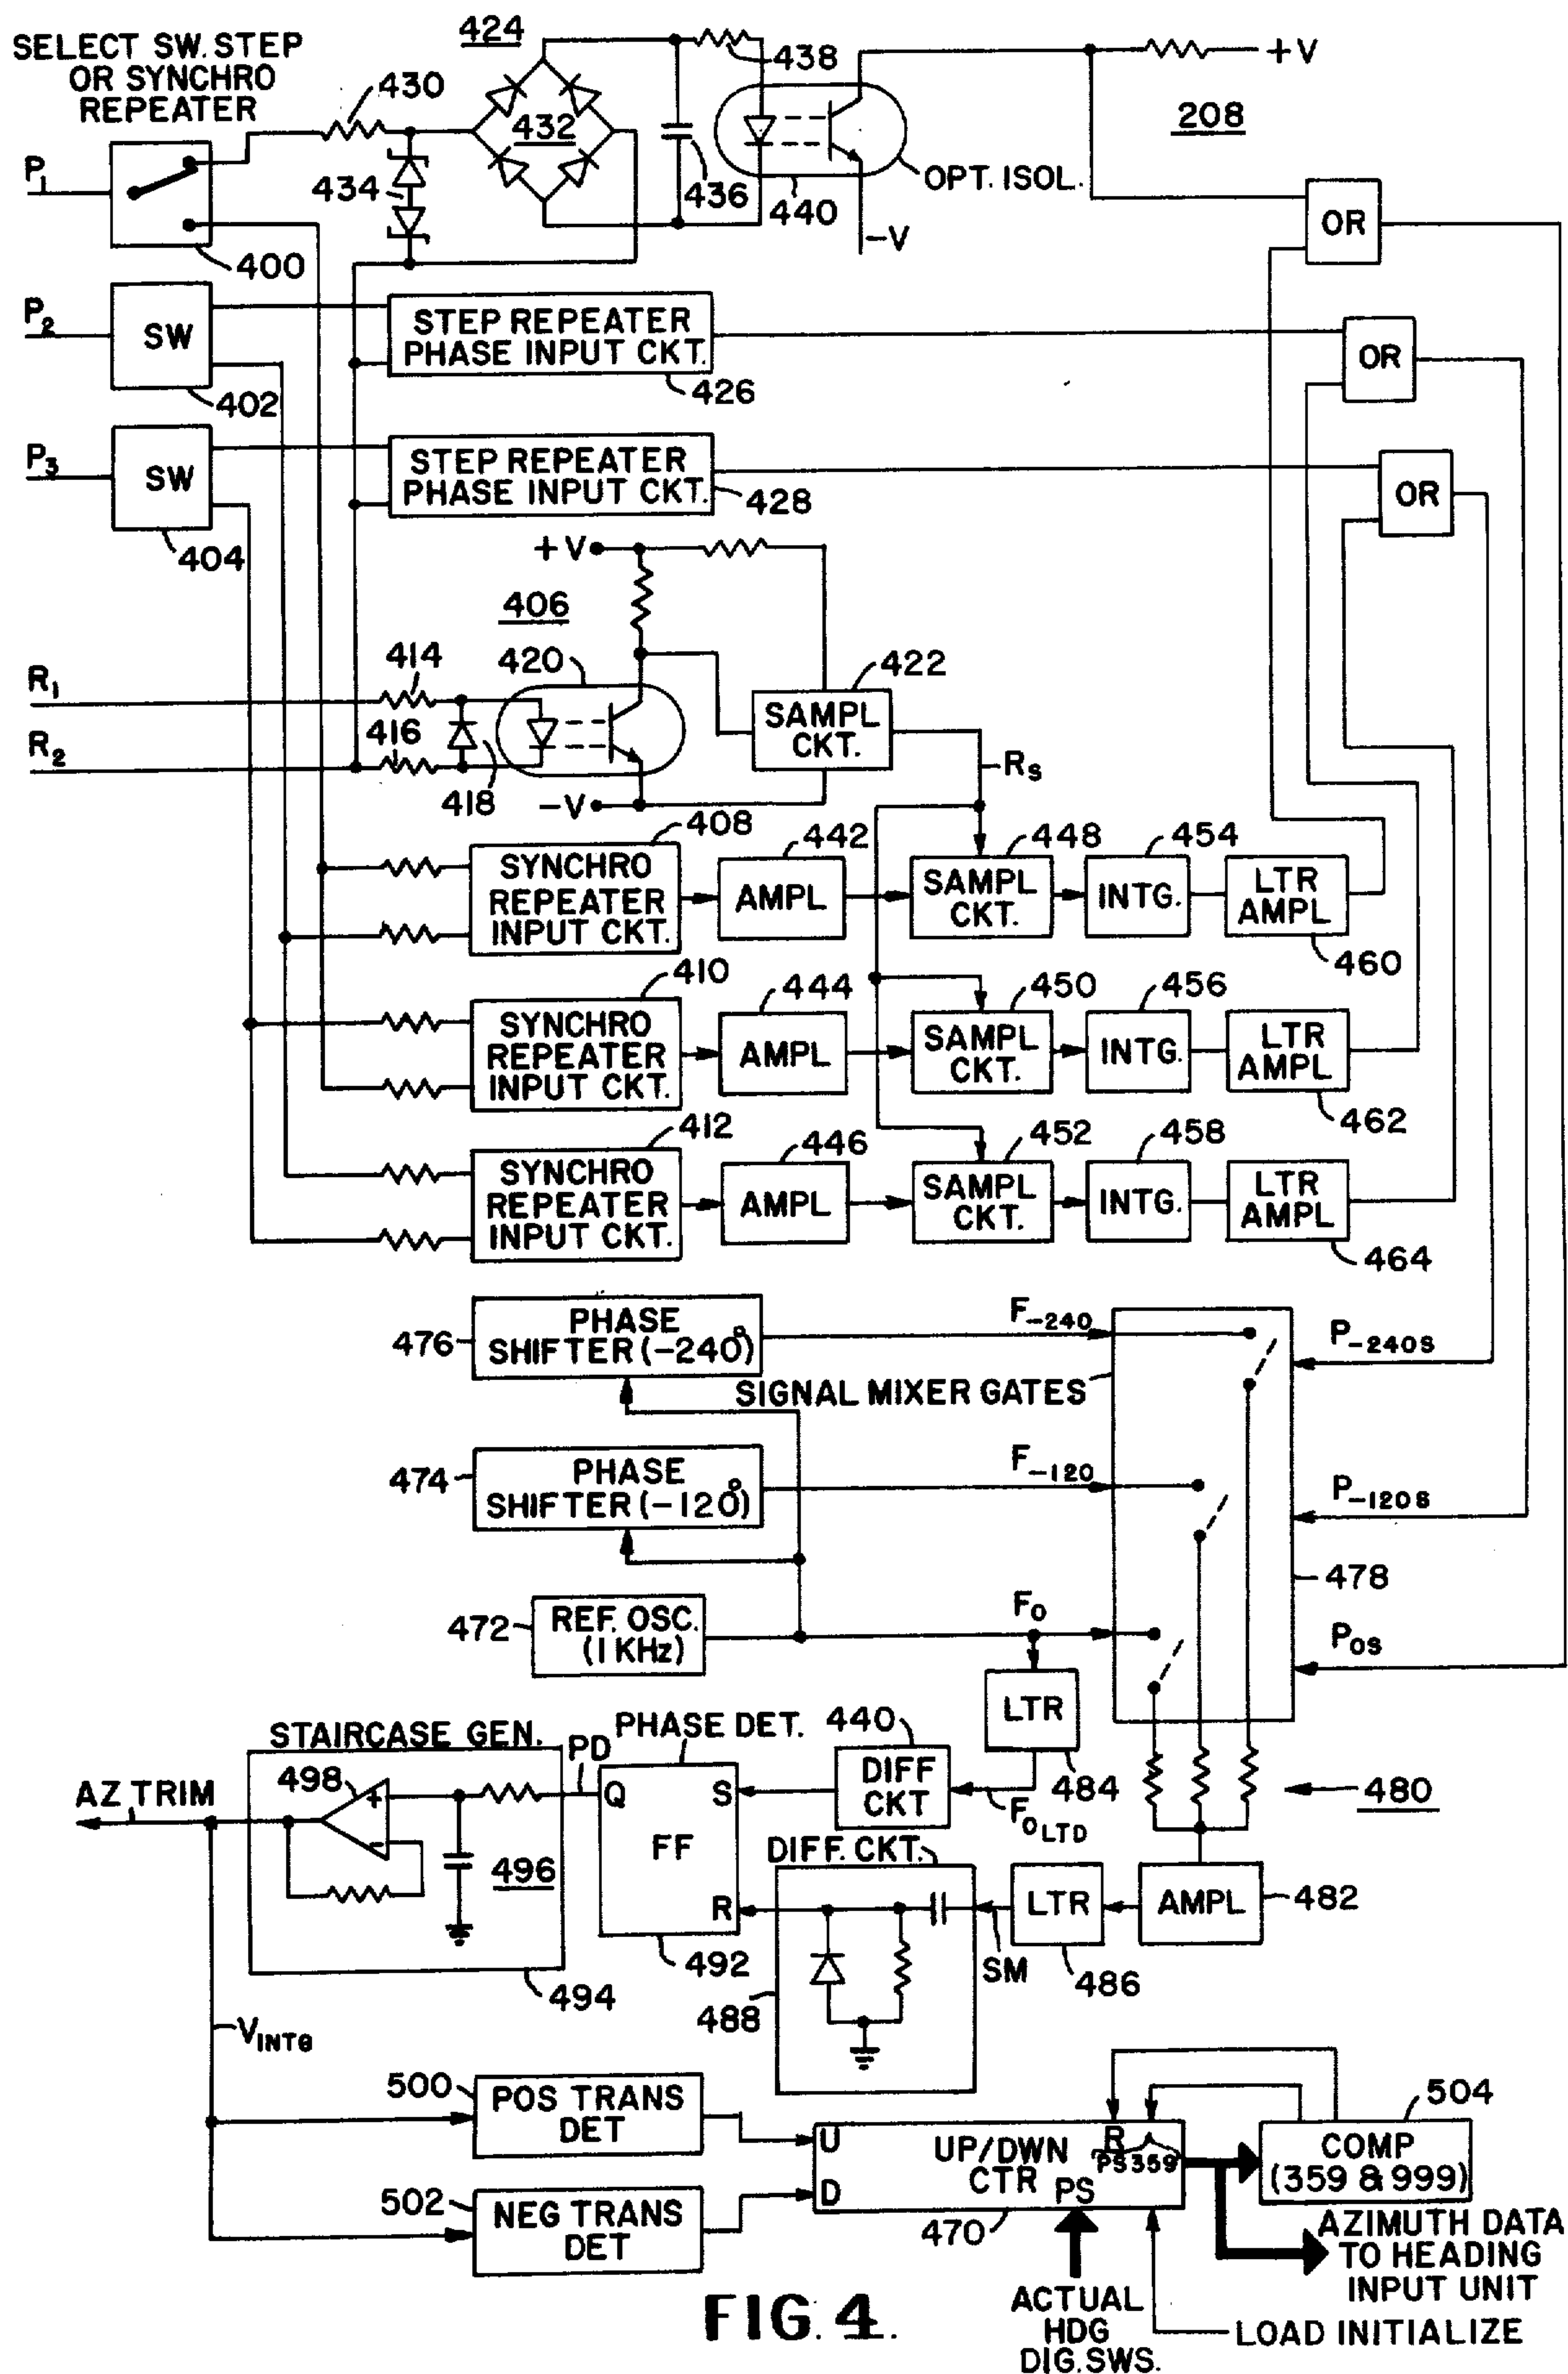 424
SELECT SW. STEP
OR SYNCHRO
REPEATER
430
438
+V
432
208
P1
434
436
440
OPT. ISOL.
-V
OR
400
P2
SW
STEP REPEATER
PHASE INPUT CKT.
OR
402
426
P3
SW
STEP REPEATER
PHASE INPUT CKT.
OR
428
404
+V
406
R1
414
420
422
SAMPL
CKT.
R2
416
RS
418
-V
408
442
448
454
SYNCHRO
REPEATER
INPUT CKT.
AMPL
SAMPL
CKT.
INTG.
LTR
AMPL
460
410
444
450
456
SYNCHRO
REPEATER
INPUT CKT.
AMPL
SAMPL
CKT.
INTG.
LTR
AMPL
462
412
446
452
458
SYNCHRO
REPEATER
INPUT CKT.
AMPL
SAMPL
CKT.
INTG.
LTR
AMPL
464
476
PHASE
SHIFTER (-240°)
F-240
P-240S
SIGNAL MIXER GATES
474
PHASE
SHIFTER (-120°)
F-120
P-120S
478
472
REF. OSC.
(1 KHz)
F0
P0S
LTR
484
STAIRCASE GEN.
PHASE DET.
440
PD
AZ TRIM
498
+
-
496
Q
S
FF
R
DIFF
CKT
F0LTD
480
DIFF. CKT.
LTR
AMPL
482
492
SM
486
494
488
VINTG
500
POS TRANS
DET
504
U
UP/DWN
CTR
R
PS359
COMP
(359 & 999)
502
NEG TRANS
DET
D
PS
470
AZIMUTH DATA
TO HEADING
INPUT UNIT
ACTUAL
HDG
DIG. SWS.
LOAD INITIALIZE
FIG. 4.